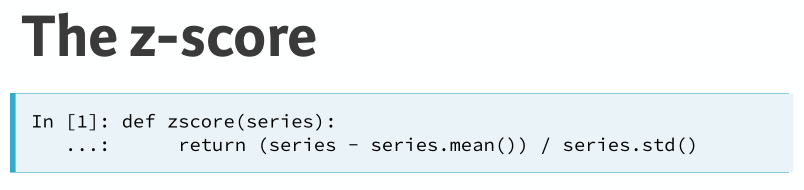 The z-score
In [1]: def zscore(series):
   ...:      return (series - series.mean()) / series.std()